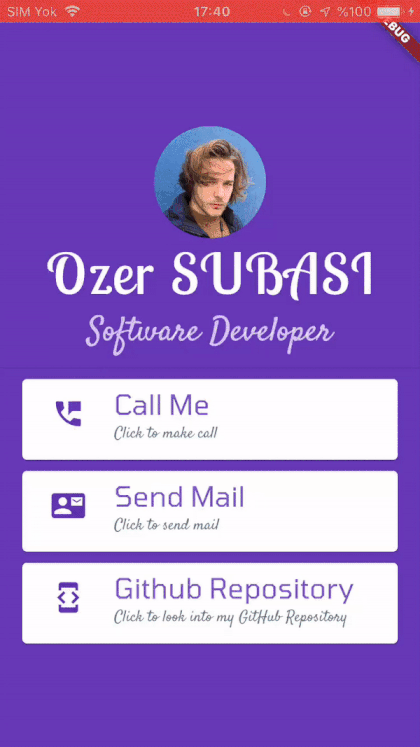 SIM Yok 17:40 %100
Ozer SUBASI
Software Developer
Call Me
Click to make call
Send Mail
Click to send mail
Github Repository
Click to look into my GitHub Repository